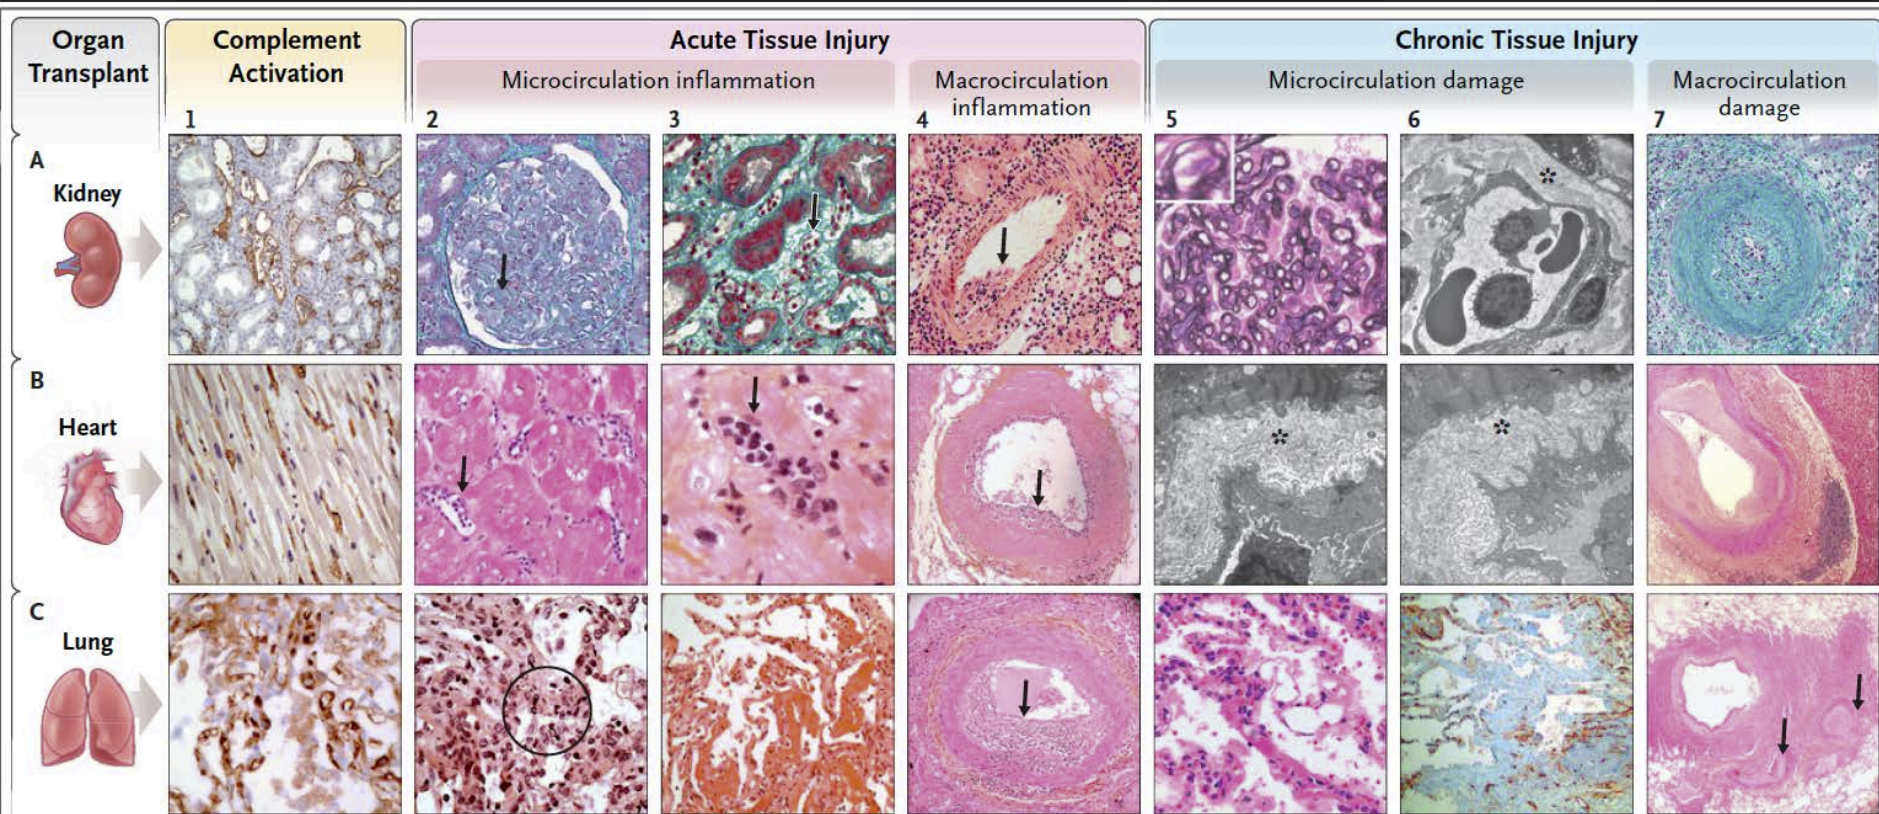 Organ
Transplant
Complement
Activation
Acute Tissue Injury
Chronic Tissue Injury
Microcirculation inflammation
Macrocirculation
inflammation
Microcirculation damage
Macrocirculation
damage
1
2
3
4
5
6
7
A
Kidney
*
B
Heart
*
*
C
Lung